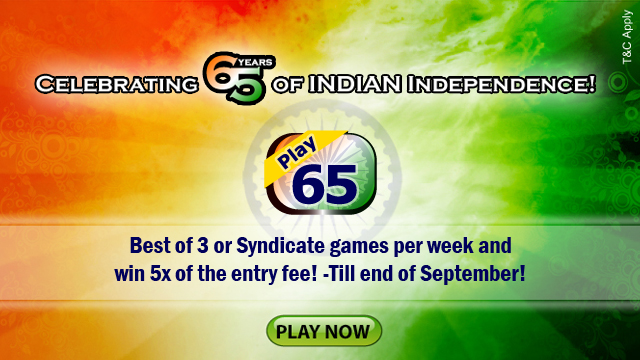 T&C Apply
CELEBRATING 65 YEARS OF INDIAN INDEPENDENCE!
Play
65
Best of 3 or Syndicate games per week and
win 5x of the entry fee! -Till end of September!
PLAY NOW